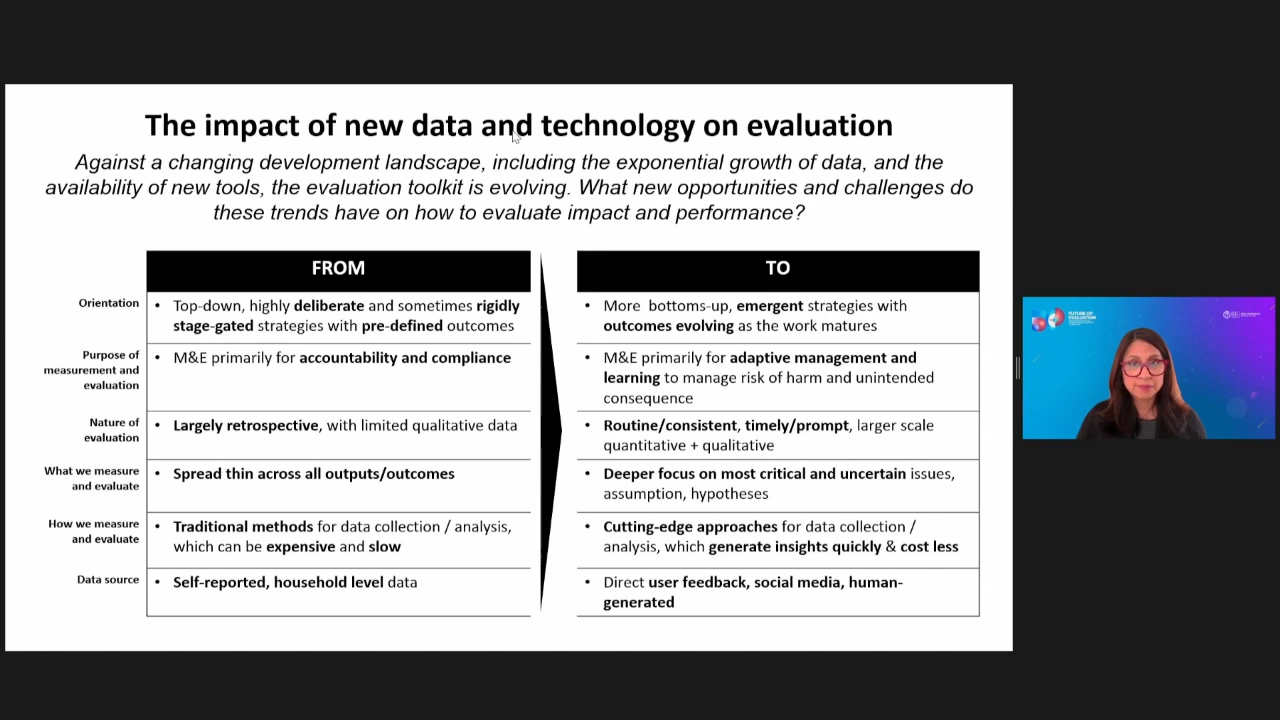 The impact of new data and technology on evaluation
Against a changing development landscape, including the exponential growth of data, and the
availability of new tools, the evaluation toolkit is evolving. What new opportunities and challenges do
these trends have on how to evaluate impact and performance?
FROM
TO
Orientation
• Top-down, highly deliberate and sometimes rigidly
stage-gated strategies with pre-defined outcomes
• More bottoms-up, emergent strategies with
outcomes evolving as the work matures
Purpose of
measurement and
evaluation
• M&E primarily for accountability and compliance
• M&E primarily for adaptive management and
learning to manage risk of harm and unintended
consequence
Nature of
evaluation
• Largely retrospective, with limited qualitative data
• Routine/consistent, timely/prompt, larger scale
quantitative + qualitative
What we measure
and evaluate
• Spread thin across all outputs/outcomes
• Deeper focus on most critical and uncertain issues,
assumption, hypotheses
How we measure
and evaluate
• Traditional methods for data collection / analysis,
which can be expensive and slow
• Cutting-edge approaches for data collection /
analysis, which generate insights quickly & cost less
Data source
• Self-reported, household level data
• Direct user feedback, social media, human-
generated
FUTURE OF
EVALUATION